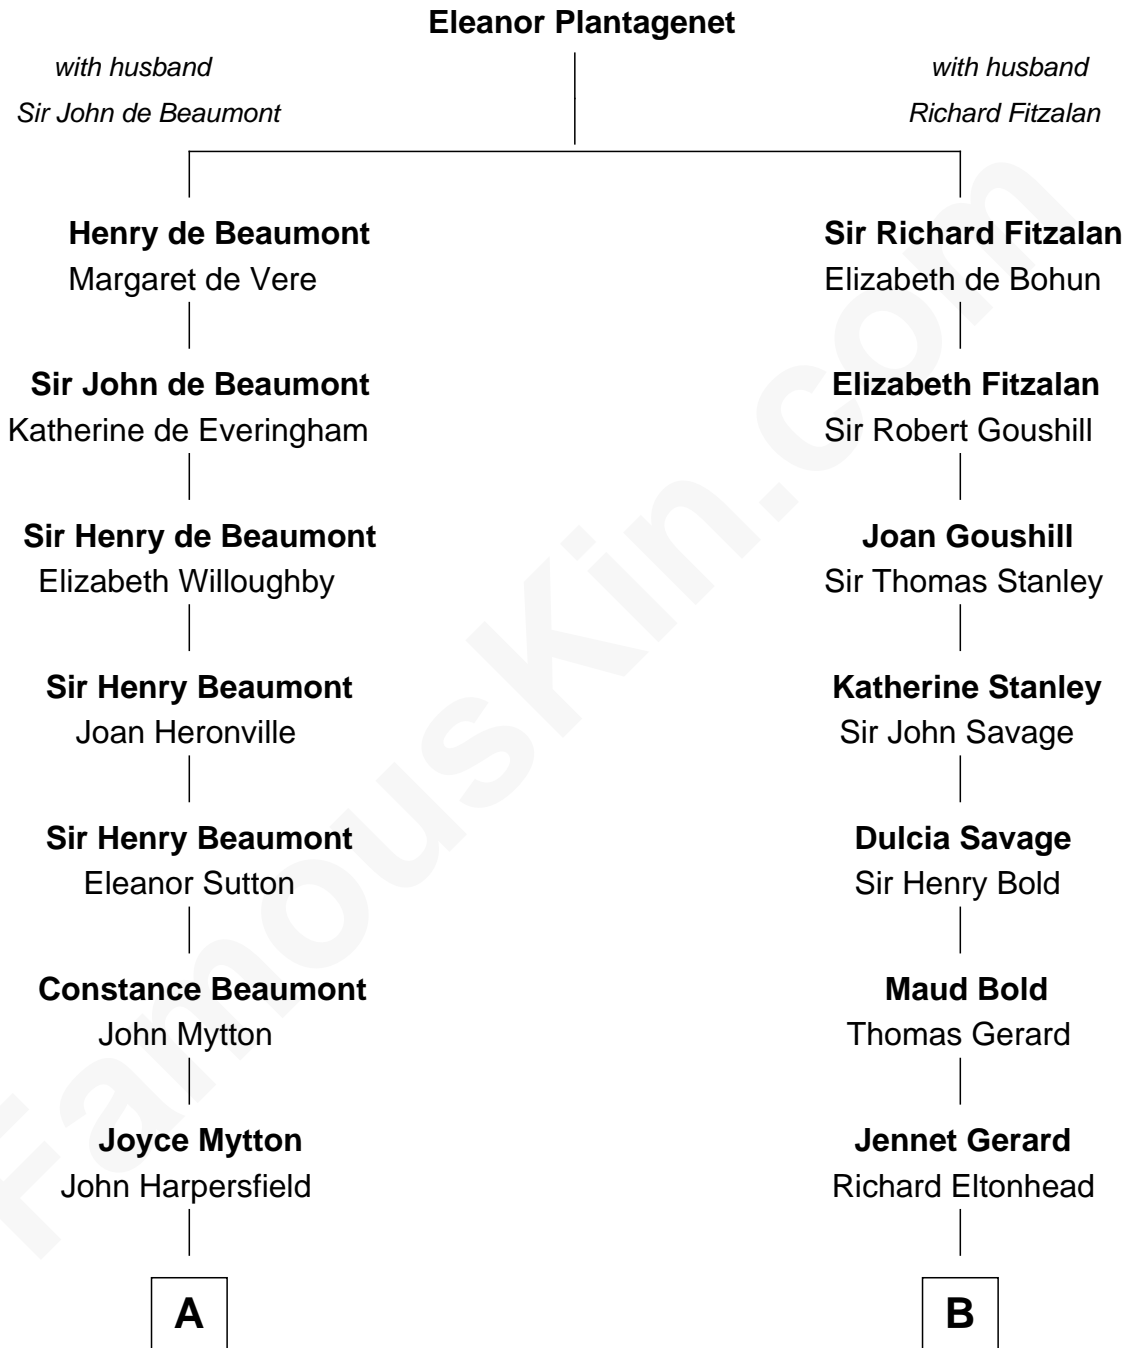 Eleanor Plantagenet
with husband
Sir John de Beaumont
with husband
Richard Fitzalan
Henry de Beaumont
Margaret de Vere
Sir Richard Fitzalan
Elizabeth de Bohun
Sir John de Beaumont
Katherine de Everingham
Elizabeth Fitzalan
Sir Robert Goushill
Sir Henry de Beaumont
Elizabeth Willoughby
Joan Goushill
Sir Thomas Stanley
Sir Henry Beaumont
Joan Heronville
Katherine Stanley
Sir John Savage
Sir Henry Beaumont
Eleanor Sutton
Dulcia Savage
Sir Henry Bold
Constance Beaumont
John Mytton
Maud Bold
Thomas Gerard
Joyce Mytton
John Harpersfield
Jennet Gerard
Richard Eltonhead
A
B
FamousKin.com